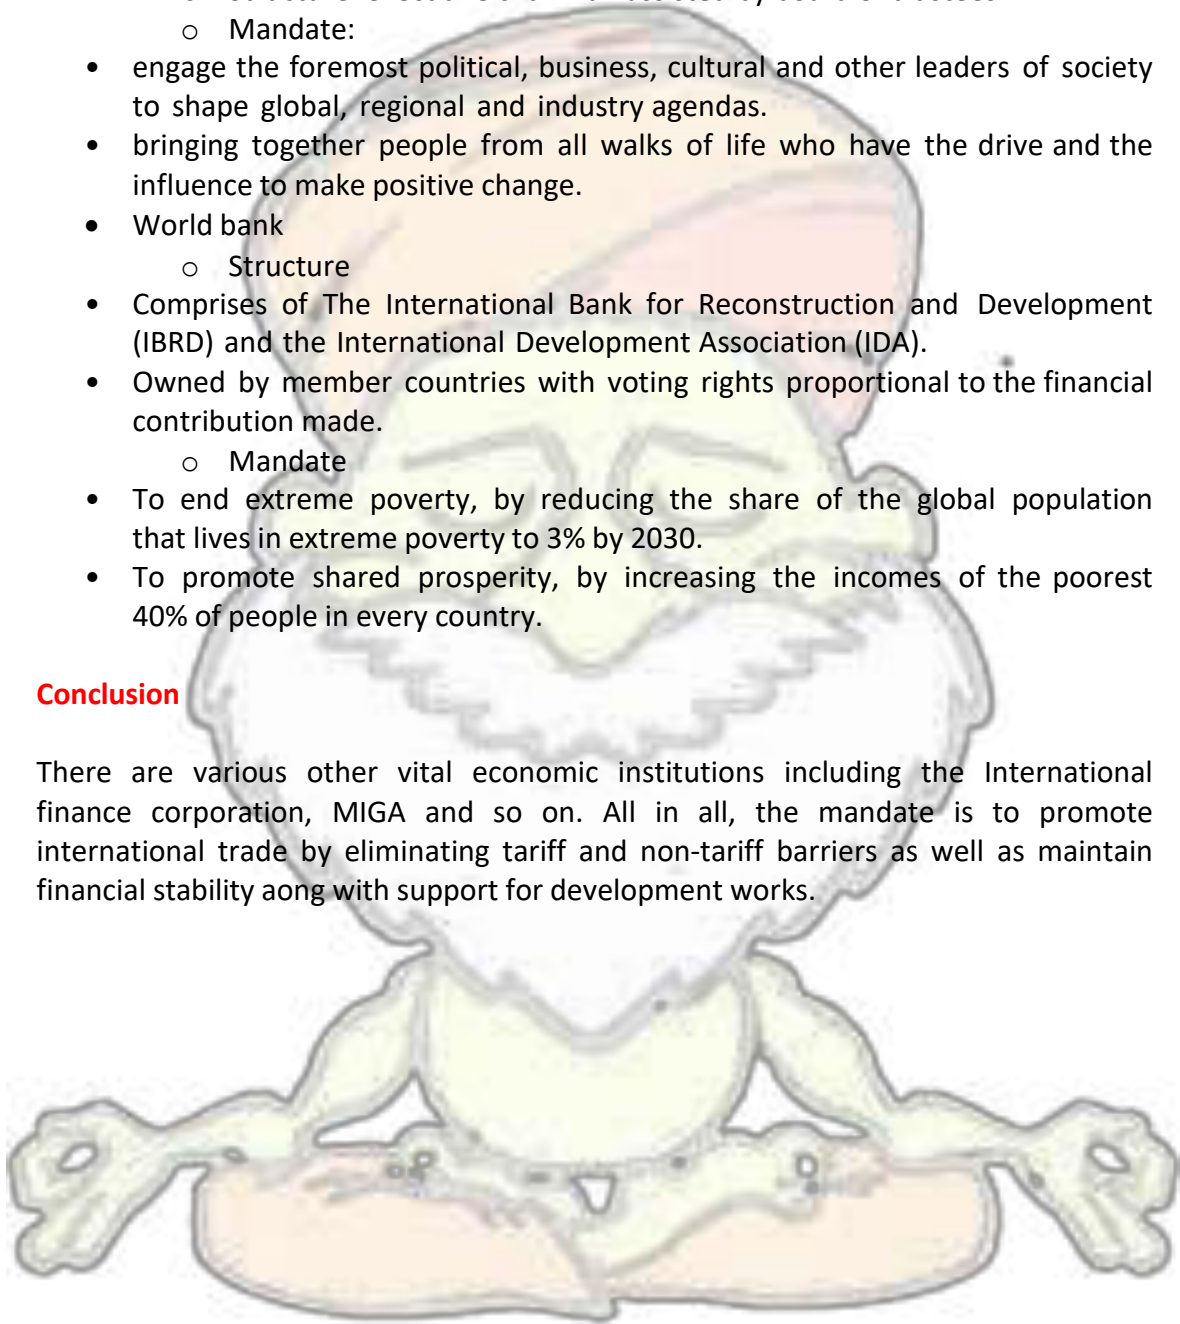 o Mandate:
• engage the foremost political, business, cultural and other leaders of society
to shape global, regional and industry agendas.
• bringing together people from all walks of life who have the drive and the
influence to make positive change.
• World bank
o Structure
• Comprises of The International Bank for Reconstruction and Development
(IBRD) and the International Development Association (IDA).
• Owned by member countries with voting rights proportional to the financial
contribution made.
o Mandate
• To end extreme poverty, by reducing the share of the global population
that lives in extreme poverty to 3% by 2030.
• To promote shared prosperity, by increasing the incomes of the poorest
40% of people in every country.
Conclusion
There are various other vital economic institutions including the International
finance corporation, MIGA and so on. All in all, the mandate is to promote
international trade by eliminating tariff and non-tariff barriers as well as maintain
financial stability aong with support for development works.